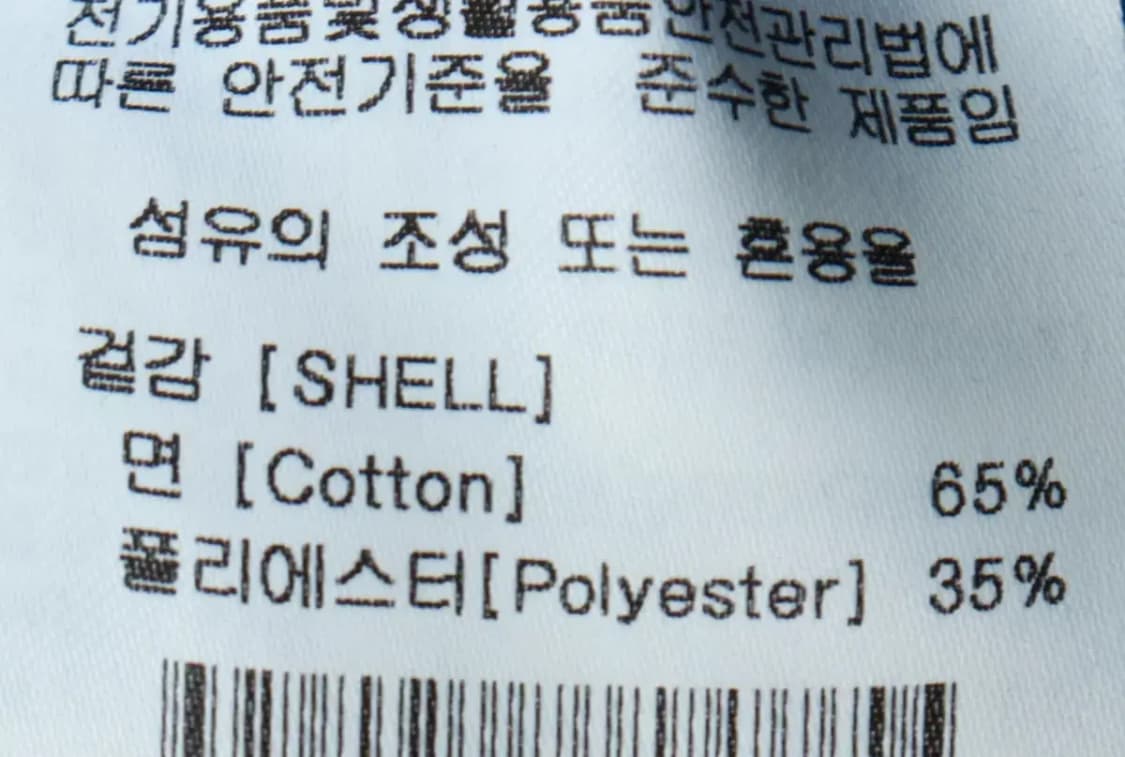 전기용품및생활용품안전관리법에
따른 안전기준을 준수한 제품임
섬유의 조성 또는 혼용율
겉감 [SHELL]
면 [Cotton] 65%
폴리에스터[Polyester] 35%